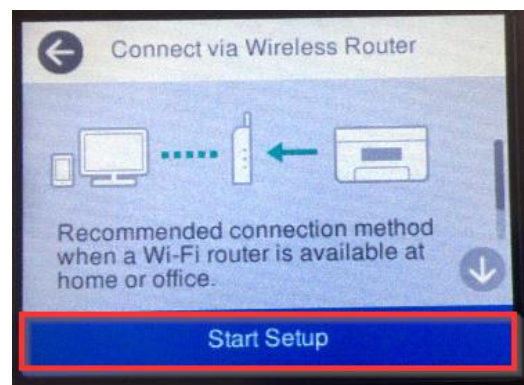 Connect via Wireless Router
Recommended connection method
when a Wi-Fi router is available at
home or office.
Start Setup